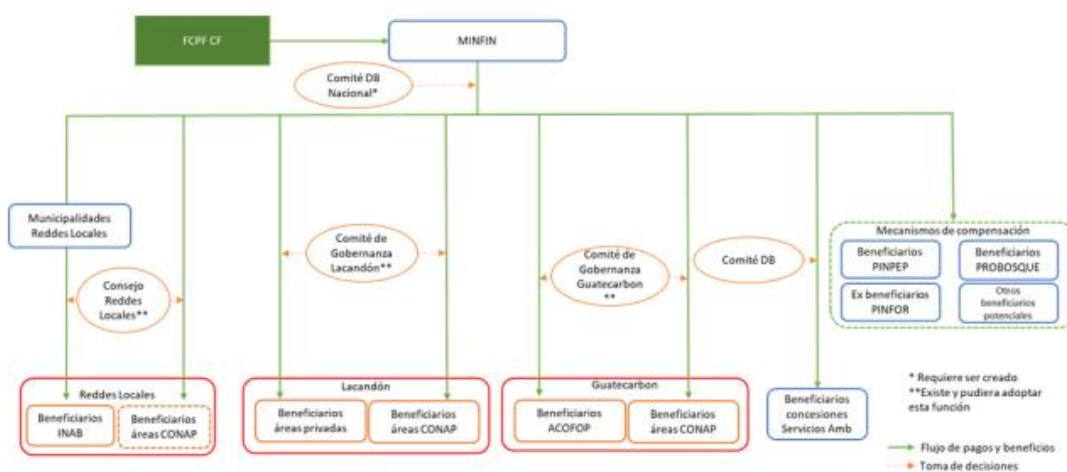 FCPF CF
MINFIN
Comité DB
Nacional*
Municipalidades
Reddes Locales
Comité de
Gobernanza
Lacandón**
Comité de
Gobernanza
Guatecarbon
**
Comité DB
Mecanismos de compensación
Beneficiarios
PINPEP
Beneficiarios
PROBOSQUE
Ex beneficiarios
PINFOR
Otros
beneficiarios
potenciales
Consejo
Reddes
Locales**
Reddes Locales
Beneficiarios
INAB
Beneficiarios
áreas CONAP
Lacandón
Beneficiarios
áreas privadas
Beneficiarios
áreas CONAP
Guatecarbon
Beneficiarios
ACOFOP
Beneficiarios
áreas CONAP
Beneficiarios
concesiones
Servicios Amb
* Requiere ser creado
**Existe y pudiera adoptar
esta función
Flujo de pagos y beneficios
Toma de decisiones